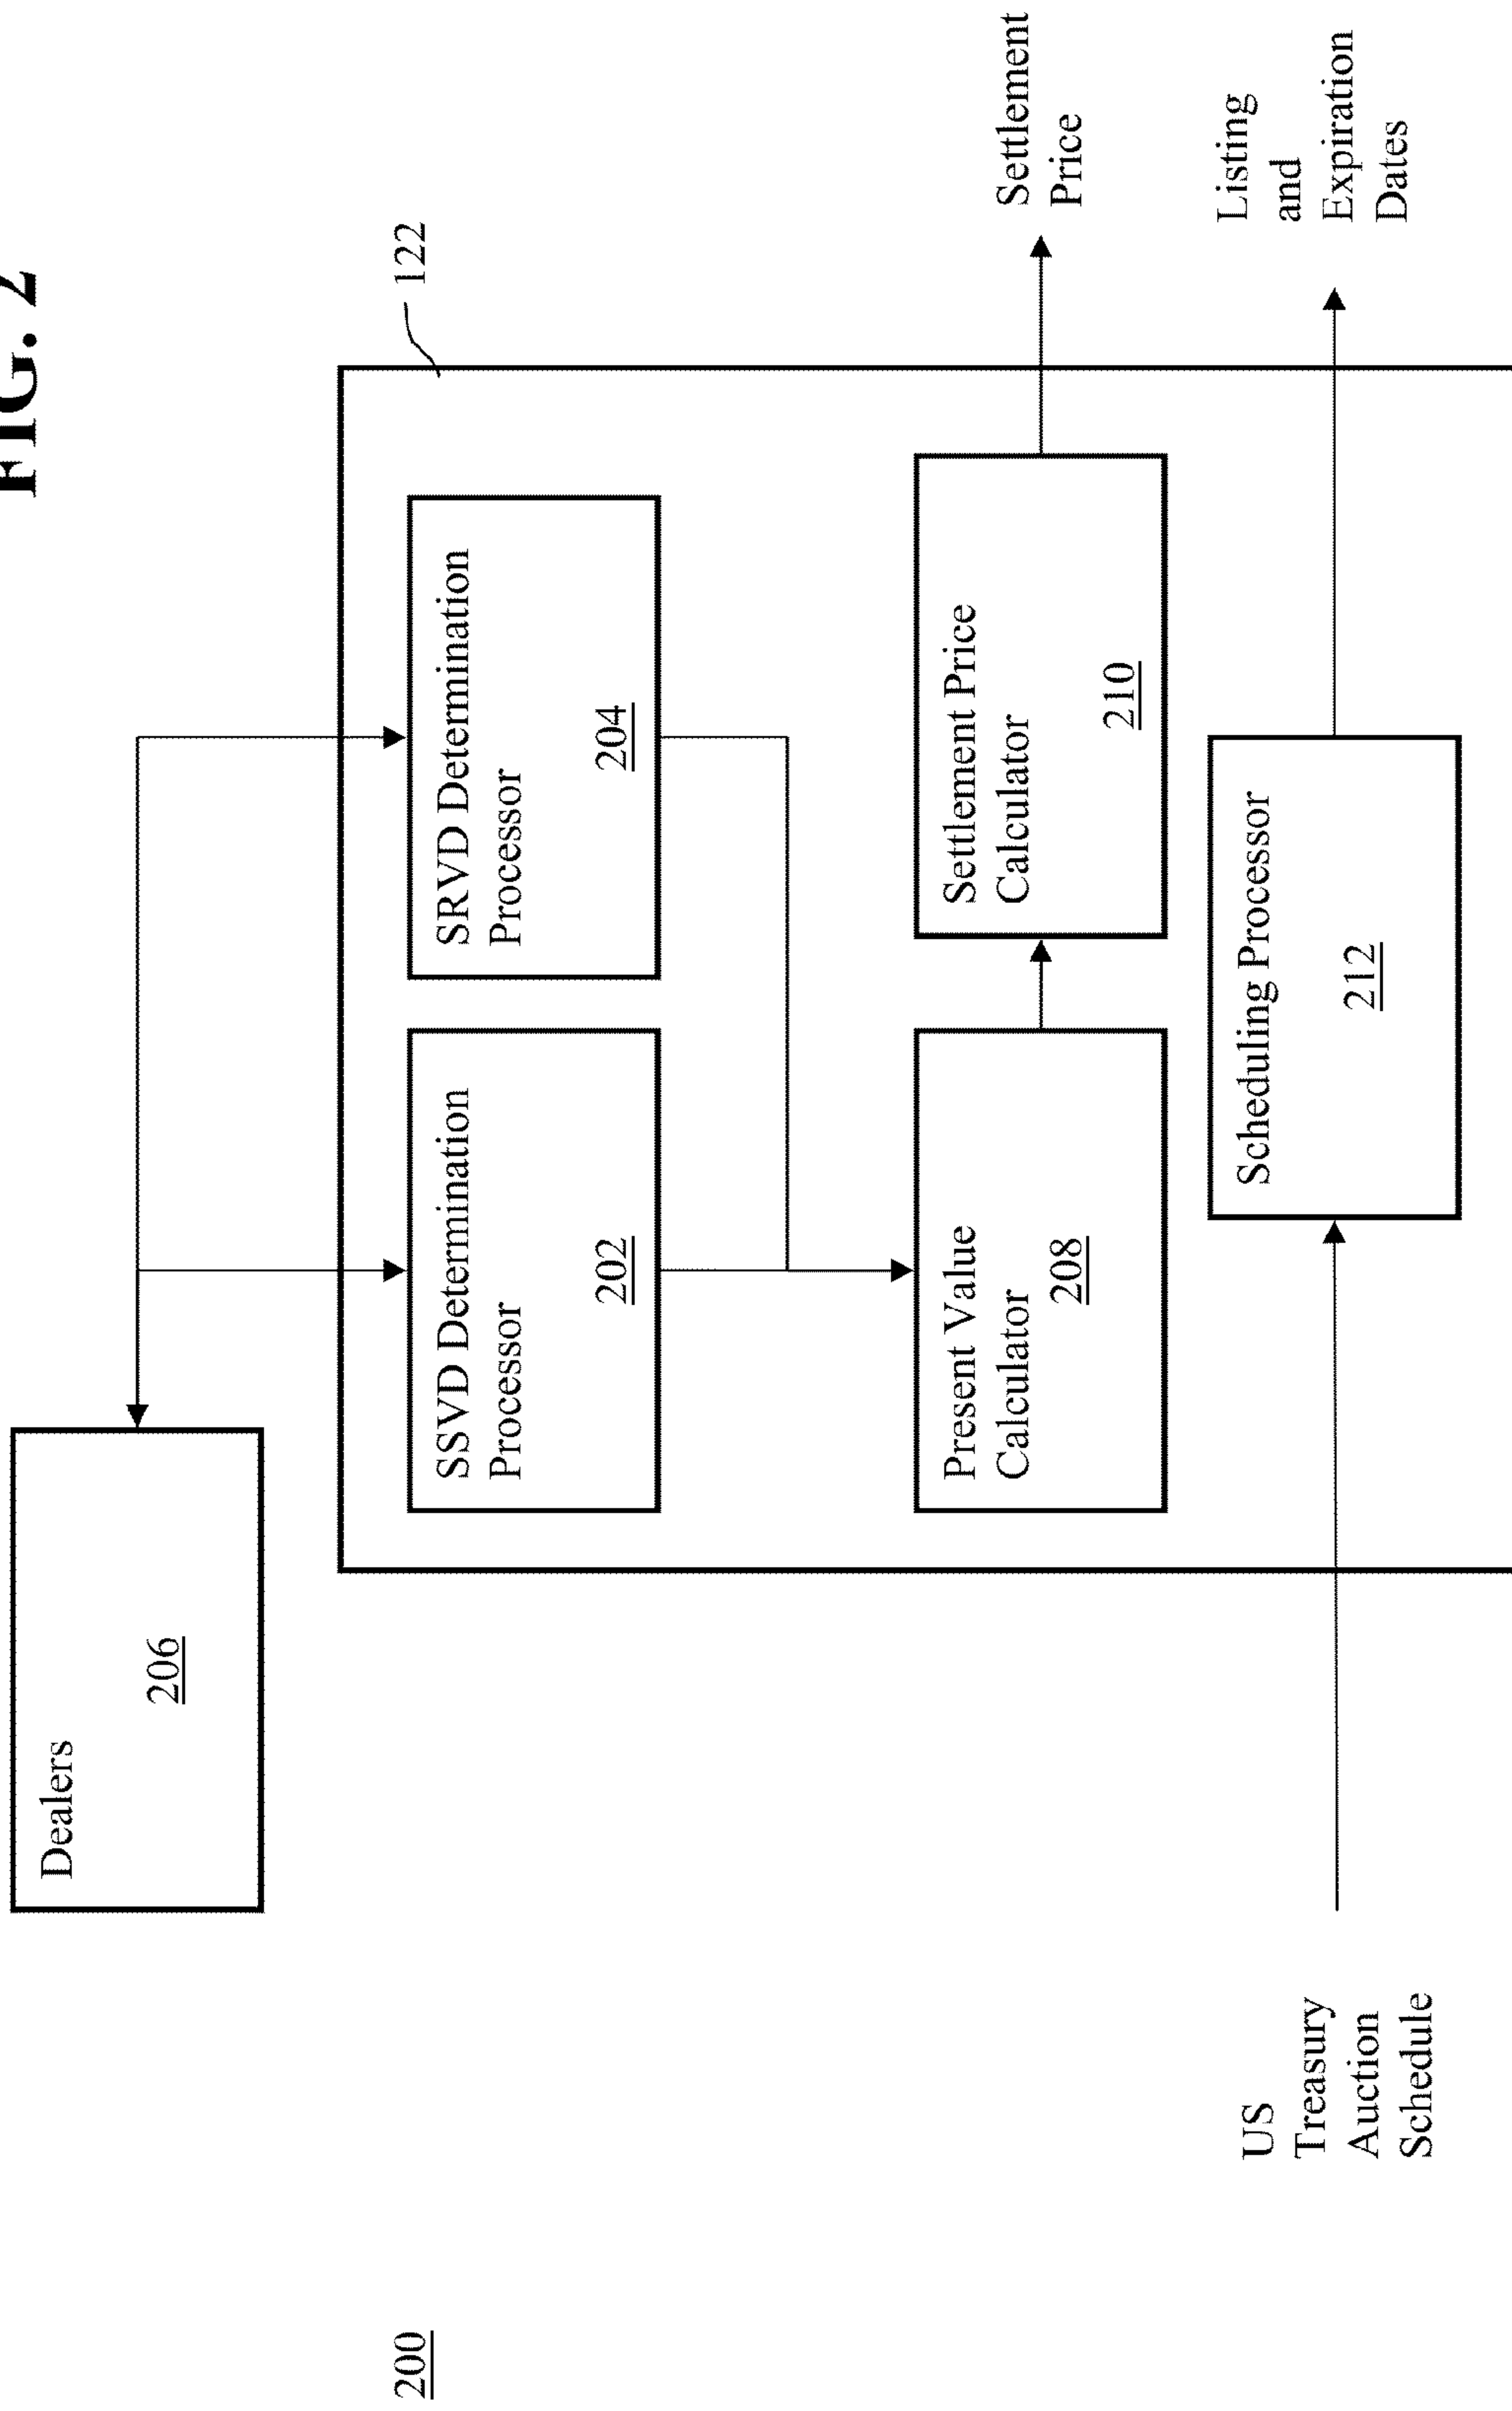 FIG. 2
200
Dealers
206
122
SSVD Determination
Processor
202
SRVD Determination
Processor
204
Present Value
Calculator
208
Settlement Price
Calculator
210
Settlement
Price
US
Treasury
Auction
Schedule
Scheduling Processor
212
Listing
and
Expiration
Dates